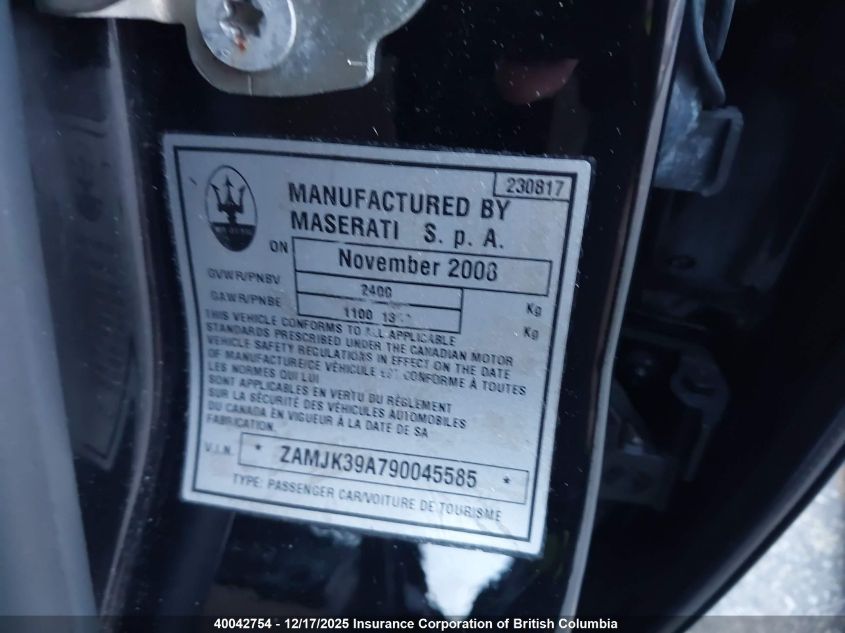 230817
MANUFACTURED BY
MASERATI S. p. A.
ON November 2008
GVWR/PNBV 2400 Kg
GAWR/PNBE 1100 Kg
THIS VEHICLE CONFORMS TO ALL APPLICABLE
STANDARDS PRESCRIBED UNDER THE CANADIAN MOTOR
VEHICLE SAFETY REGULATIONS IN EFFECT ON THE DATE
OF MANUFACTURE/CE VÉHICULE EST CONFORME À TOUTES
LES NORMES QUI LUI
SONT APPLICABLES EN VERTU DU RÈGLEMENT
SUR LA SÉCURITÉ DES VÉHICULES AUTOMOBILES
DU CANADA EN VIGUEUR À LA DATE DE SA
FABRICATION.
V.I.N. * ZAMJK39A790045585 *
TYPE: PASSENGER CAR/VOITURE DE TOURISME
40042754 - 12/17/2025 Insurance Corporation of British Columbia